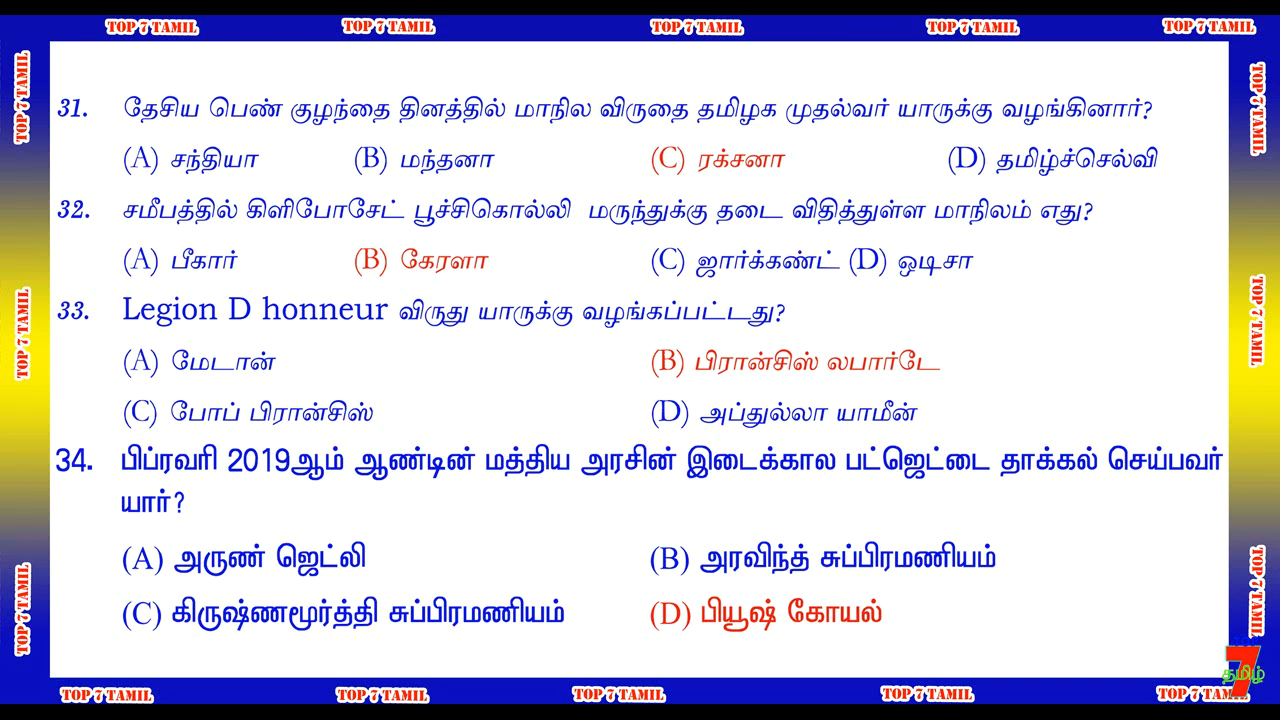 TOP 7 TAMIL TOP 7 TAMIL TOP 7 TAMIL TOP 7 TAMIL TOP 7 TAMIL
31. தேசிய பெண் குழந்தை தினத்தில் மாநில விருதை தமிழக முதல்வர் யாருக்கு வழங்கினார்?
(A) சந்தியா (B) மந்தனா (C) ரக்சனா (D) தமிழ்ச்செல்வி
32. சமீபத்தில் கிளிபோசேட் பூச்சிகொல்லி மருந்துக்கு தடை விதித்துள்ள மாநிலம் எது?
(A) பீகார் (B) கேரளா (C) ஜார்க்கண்ட் (D) ஒடிசா
33. Legion D honneur விருது யாருக்கு வழங்கப்பட்டது?
(A) மேடான் (B) பிரான்சிஸ் லபார்டே
(C) போப் பிரான்சிஸ் (D) அப்துல்லா யாமீன்
34. பிப்ரவரி 2019ஆம் ஆண்டின் மத்திய அரசின் இடைக்கால பட்ஜெட்டை தாக்கல் செய்பவர்
யார்?
(A) அருண் ஜெட்லி (B) அரவிந்த் சுப்பிரமணியம்
(C) கிருஷ்ணமூர்த்தி சுப்பிரமணியம் (D) பியூஷ் கோயல்
TOP 7 TAMIL
TOP 7 TAMIL
TOP 7 TAMIL
TOP 7 TAMIL
TOP 7 TAMIL
TOP 7 TAMIL
7
தமிழ்
TOP 7 TAMIL TOP 7 TAMIL TOP 7 TAMIL TOP 7 TAMIL TOP 7 TAMIL